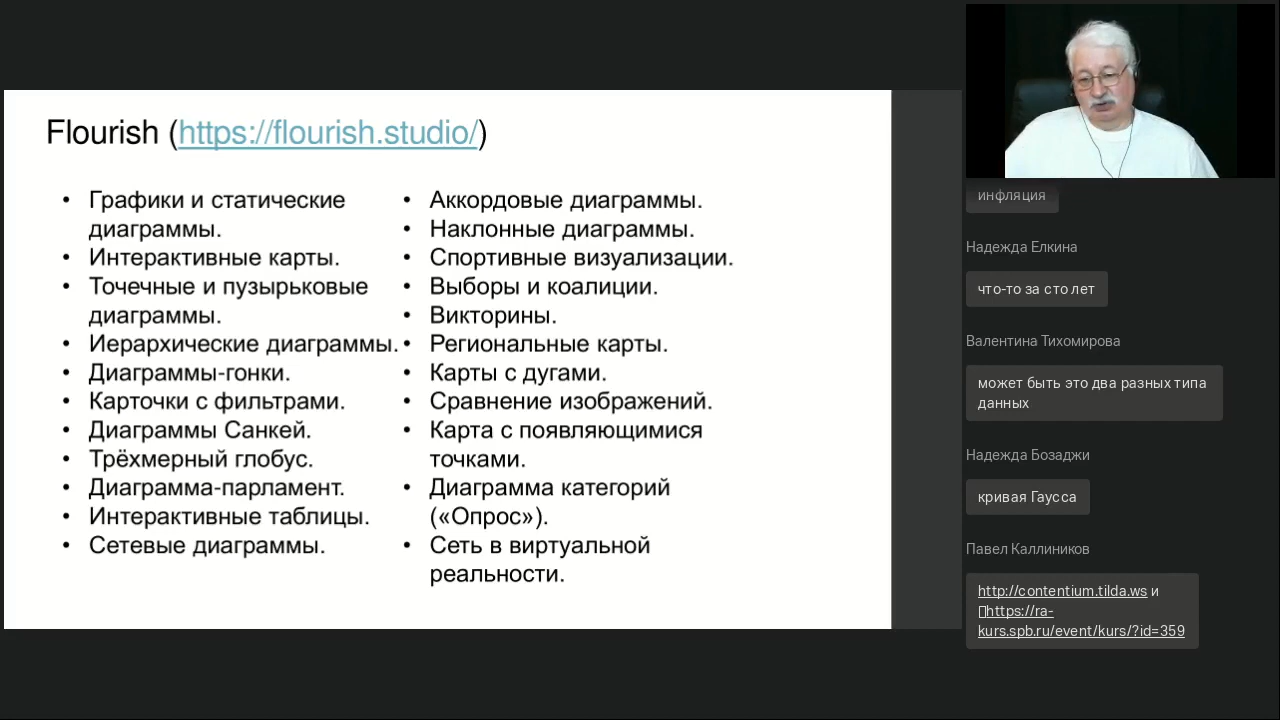 Flourish (https://flourish.studio/)
• Графики и статические
диаграммы.
• Интерактивные карты.
• Точечные и пузырьковые
диаграммы.
• Иерархические диаграммы.
• Диаграммы-гонки.
• Карточки с фильтрами.
• Диаграммы Санкей.
• Трёхмерный глобус.
• Диаграмма-парламент.
• Интерактивные таблицы.
• Сетевые диаграммы.
• Аккордовые диаграммы.
• Наклонные диаграммы.
• Спортивные визуализации.
• Выборы и коалиции.
• Викторины.
• Региональные карты.
• Карты с дугами.
• Сравнение изображений.
• Карта с появляющимися
точками.
• Диаграмма категорий
(«Опрос»).
• Сеть в виртуальной
реальности.
инфляция
Надежда Елкина
что-то за сто лет
Валентина Тихомирова
может быть это два разных типа
данных
Надежда Бозаджи
кривая Гаусса
Павел Каллиников
http://contentium.tilda.ws и
https://ra-
kurs.spb.ru/event/kurs/?id=359